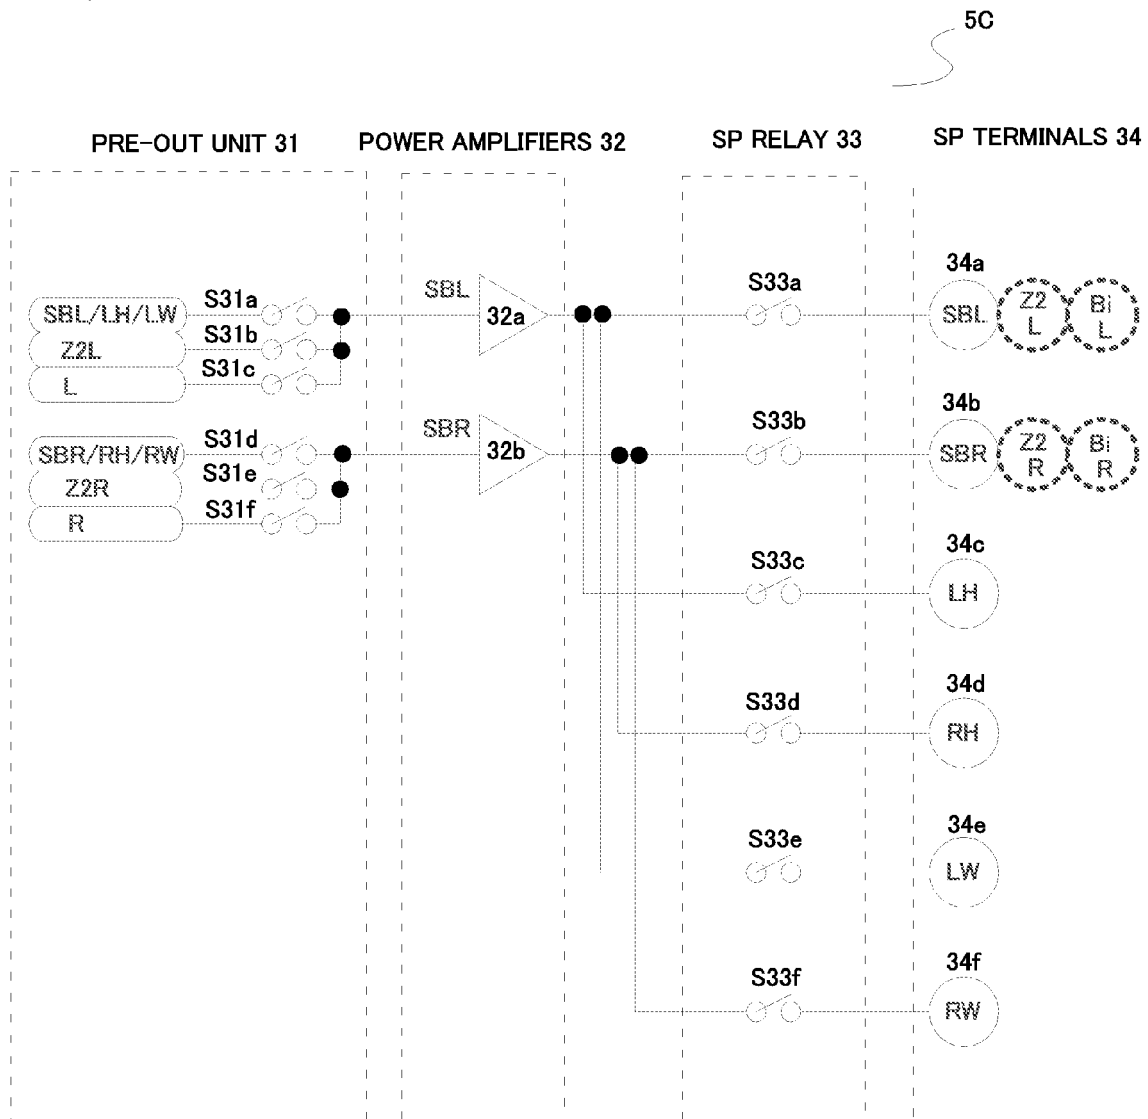 5C
PRE-OUT UNIT 31
POWER AMPLIFIERS 32
SP RELAY 33
SP TERMINALS 34
SBL/LH/LW
Z2L
L
S31a
S31b
S31c
SBR/RH/RW
Z2R
R
S31d
S31e
S31f
SBL
32a
SBR
32b
S33a
S33b
S33c
S33d
S33e
S33f
34a
SBL
Z2
L
Bi
L
34b
SBR
Z2
R
Bi
R
34c
LH
34d
RH
34e
LW
34f
RW